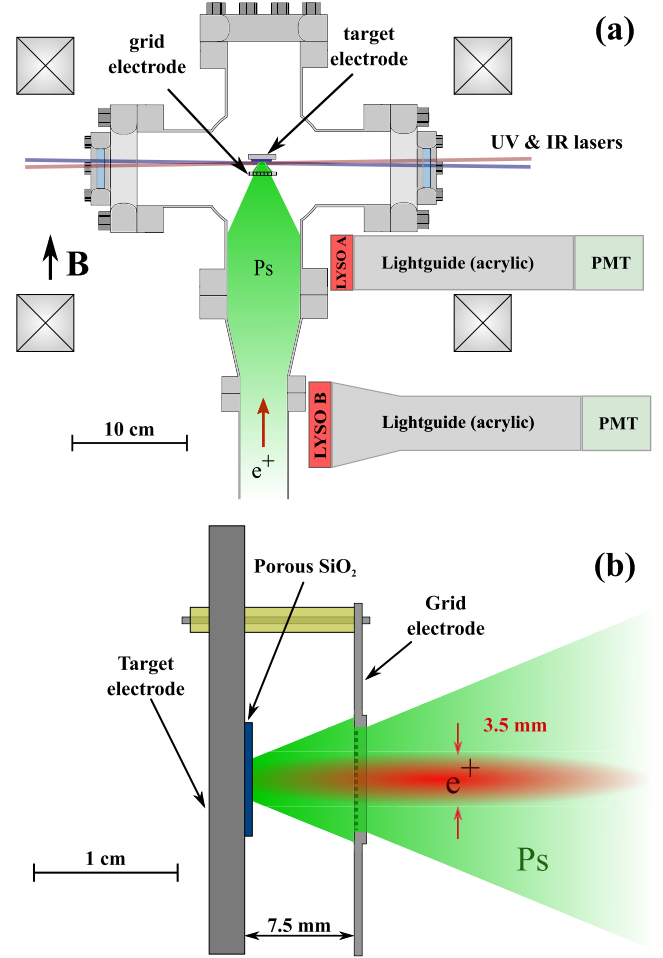 (a)
grid
electrode
target
electrode
UV & IR lasers
B
Ps
LYSO A
Lightguide (acrylic)
PMT
10 cm
e+
LYSO B
Lightguide (acrylic)
PMT
(b)
Porous SiO₂
Grid
electrode
Target
electrode
3.5 mm
e+
1 cm
Ps
7.5 mm